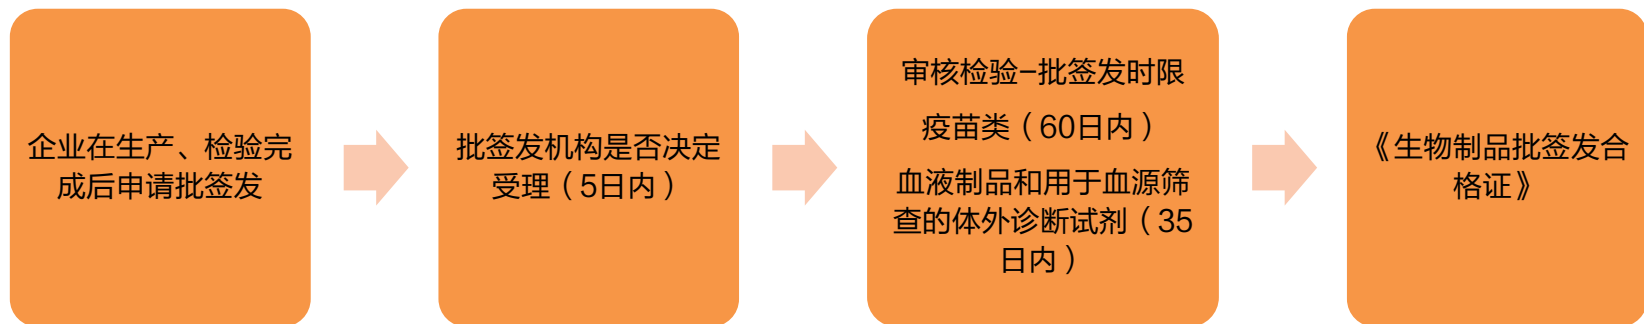 企业在生产、检验完
成后申请批签发
批签发机构是否决定
受理（5日内）
审核检验–批签发时限
疫苗类（60日内）
血液制品和用于血源筛
查的体外诊断试剂（35
日内）
《生物制品批签发合
格证》